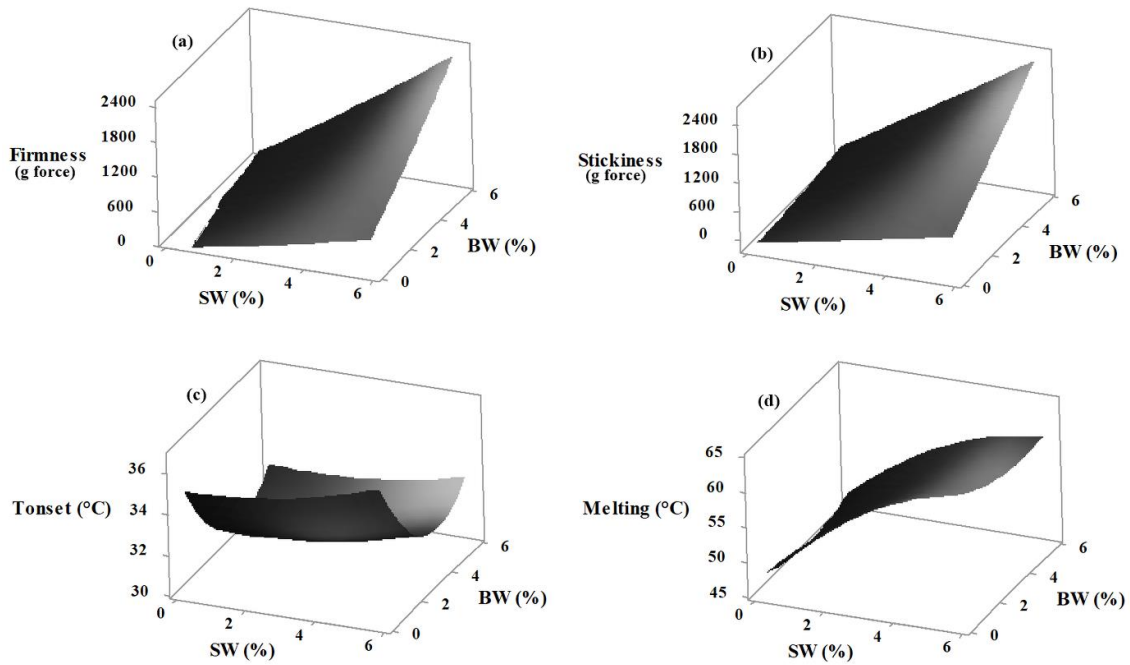 (a)
2400
1800
Firmness
(g force)
1200
600
0
0
2
4
6
SW (%)
0
2
4
6
BW (%)
(b)
2400
1800
Stickiness
(g force)
1200
600
0
0
2
4
6
SW (%)
0
2
4
6
BW (%)
(c)
36
Tonset (°C)
34
32
30
0
2
4
6
SW (%)
0
2
4
6
BW (%)
(d)
65
60
Melting (°C)
55
50
45
0
2
4
6
SW (%)
0
2
4
6
BW (%)